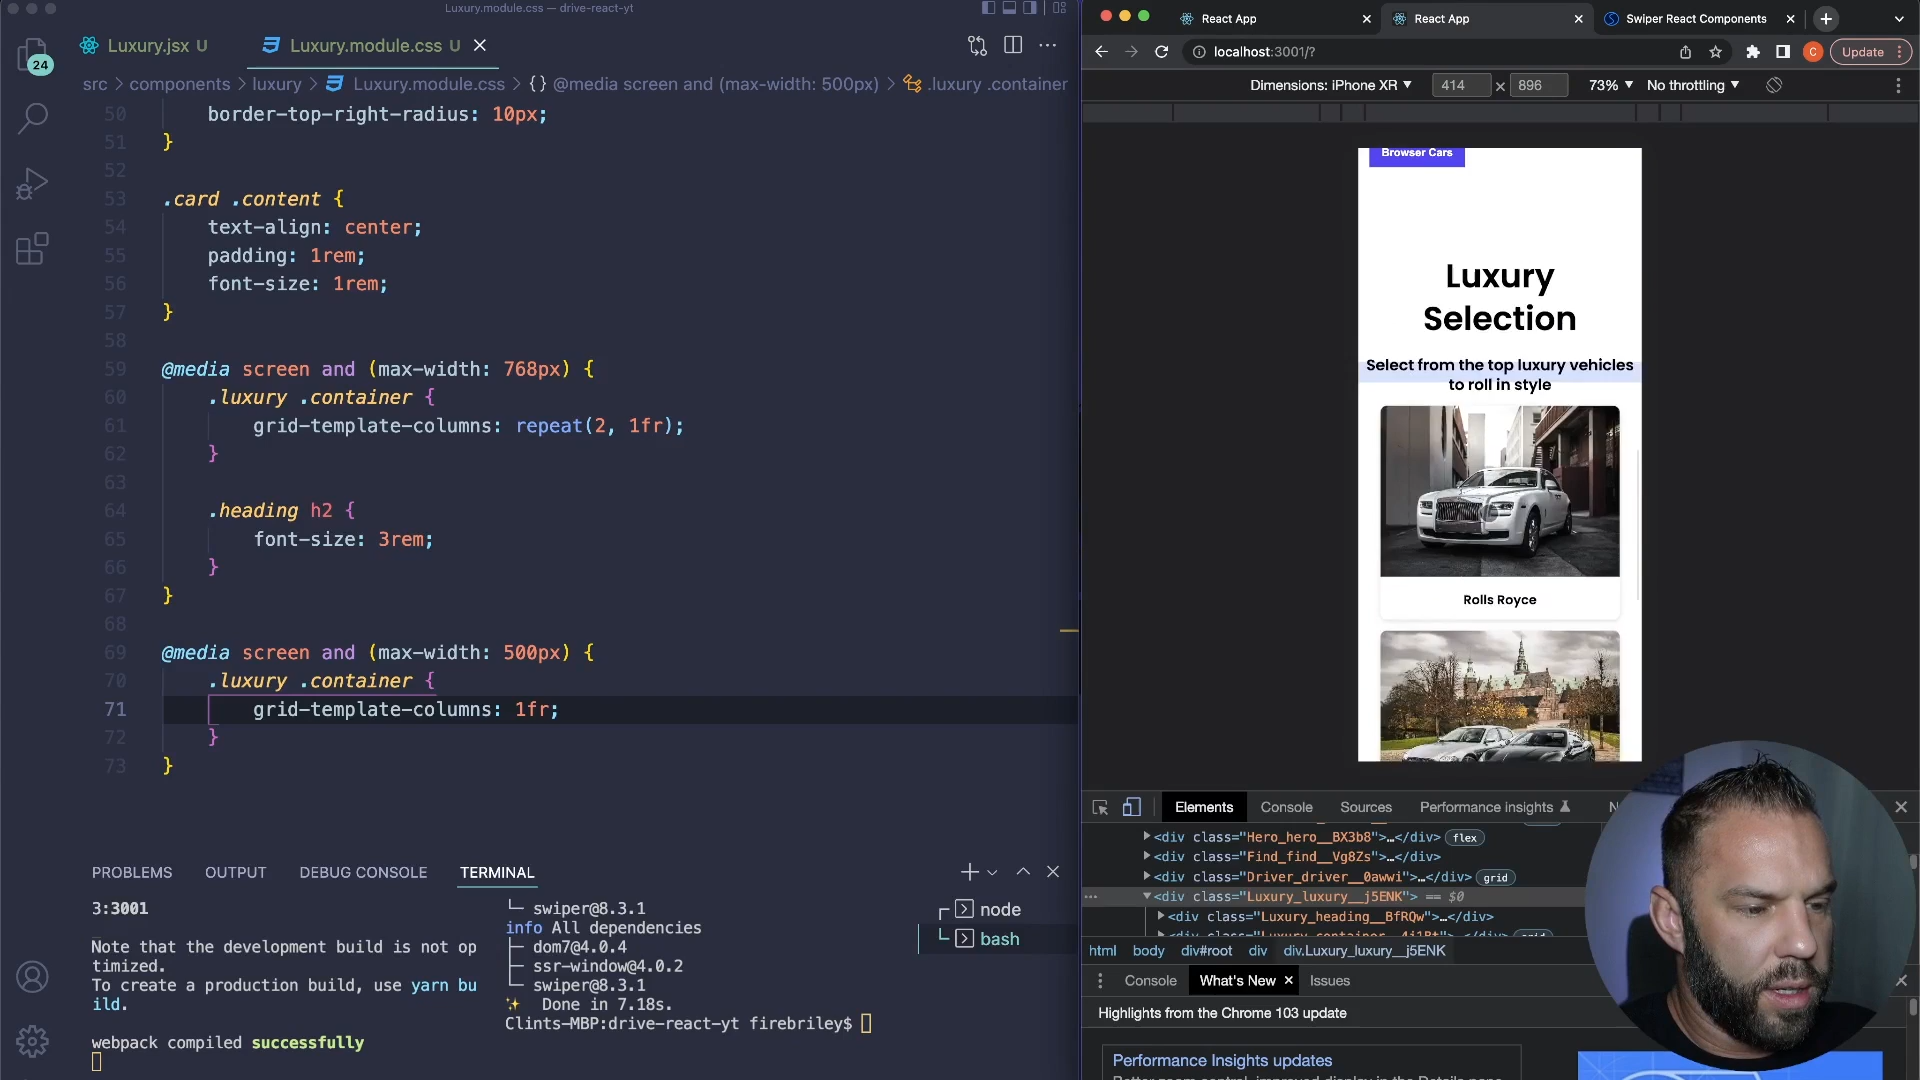 Luxury.module.css — drive-react-yt
Luxury.jsx U
Luxury.module.css U
src > components > luxury > Luxury.module.css > {} @media screen and (max-width: 500px) > .luxury .container
50 border-top-right-radius: 10px;
51 }
52
53 .card .content {
54 text-align: center;
55 padding: 1rem;
56 font-size: 1rem;
57 }
58
59 @media screen and (max-width: 768px) {
60 .luxury .container {
61 grid-template-columns: repeat(2, 1fr);
62 }
63
64 .heading h2 {
65 font-size: 3rem;
66 }
67 }
68
69 @media screen and (max-width: 500px) {
70 .luxury .container {
71 grid-template-columns: 1fr;
72 }
73 }
24
PROBLEMS OUTPUT DEBUG CONSOLE TERMINAL
3:3001
Note that the development build is not op
timized.
To create a production build, use yarn bu
ild.
webpack compiled successfully
└─ swiper@8.3.1
info All dependencies
├─ dom7@4.0.4
├─ ssr-window@4.0.2
└─ swiper@8.3.1
✨ Done in 7.18s.
Clints-MBP:drive-react-yt firebriley$
node
bash
React App
React App
Swiper React Components
localhost:3001/?
C
Update
Dimensions: iPhone XR
414 × 896
73%
No throttling
Browser Cars
Luxury
Selection
Select from the top luxury vehicles
to roll in style
Rolls Royce
Elements Console Sources Performance insights
<div class="Hero_hero__BX3b8">…</div> flex
<div class="Find_find__Vg8Zs">…</div>
<div class="Driver_driver__0awwi">…</div> grid
<div class="Luxury_luxury__j5ENK"> == $0
<div class="Luxury_heading__BfRQw">…</div>
html body div#root div div.Luxury_luxury__j5ENK
Console What's New Issues
Highlights from the Chrome 103 update
Performance Insights updates